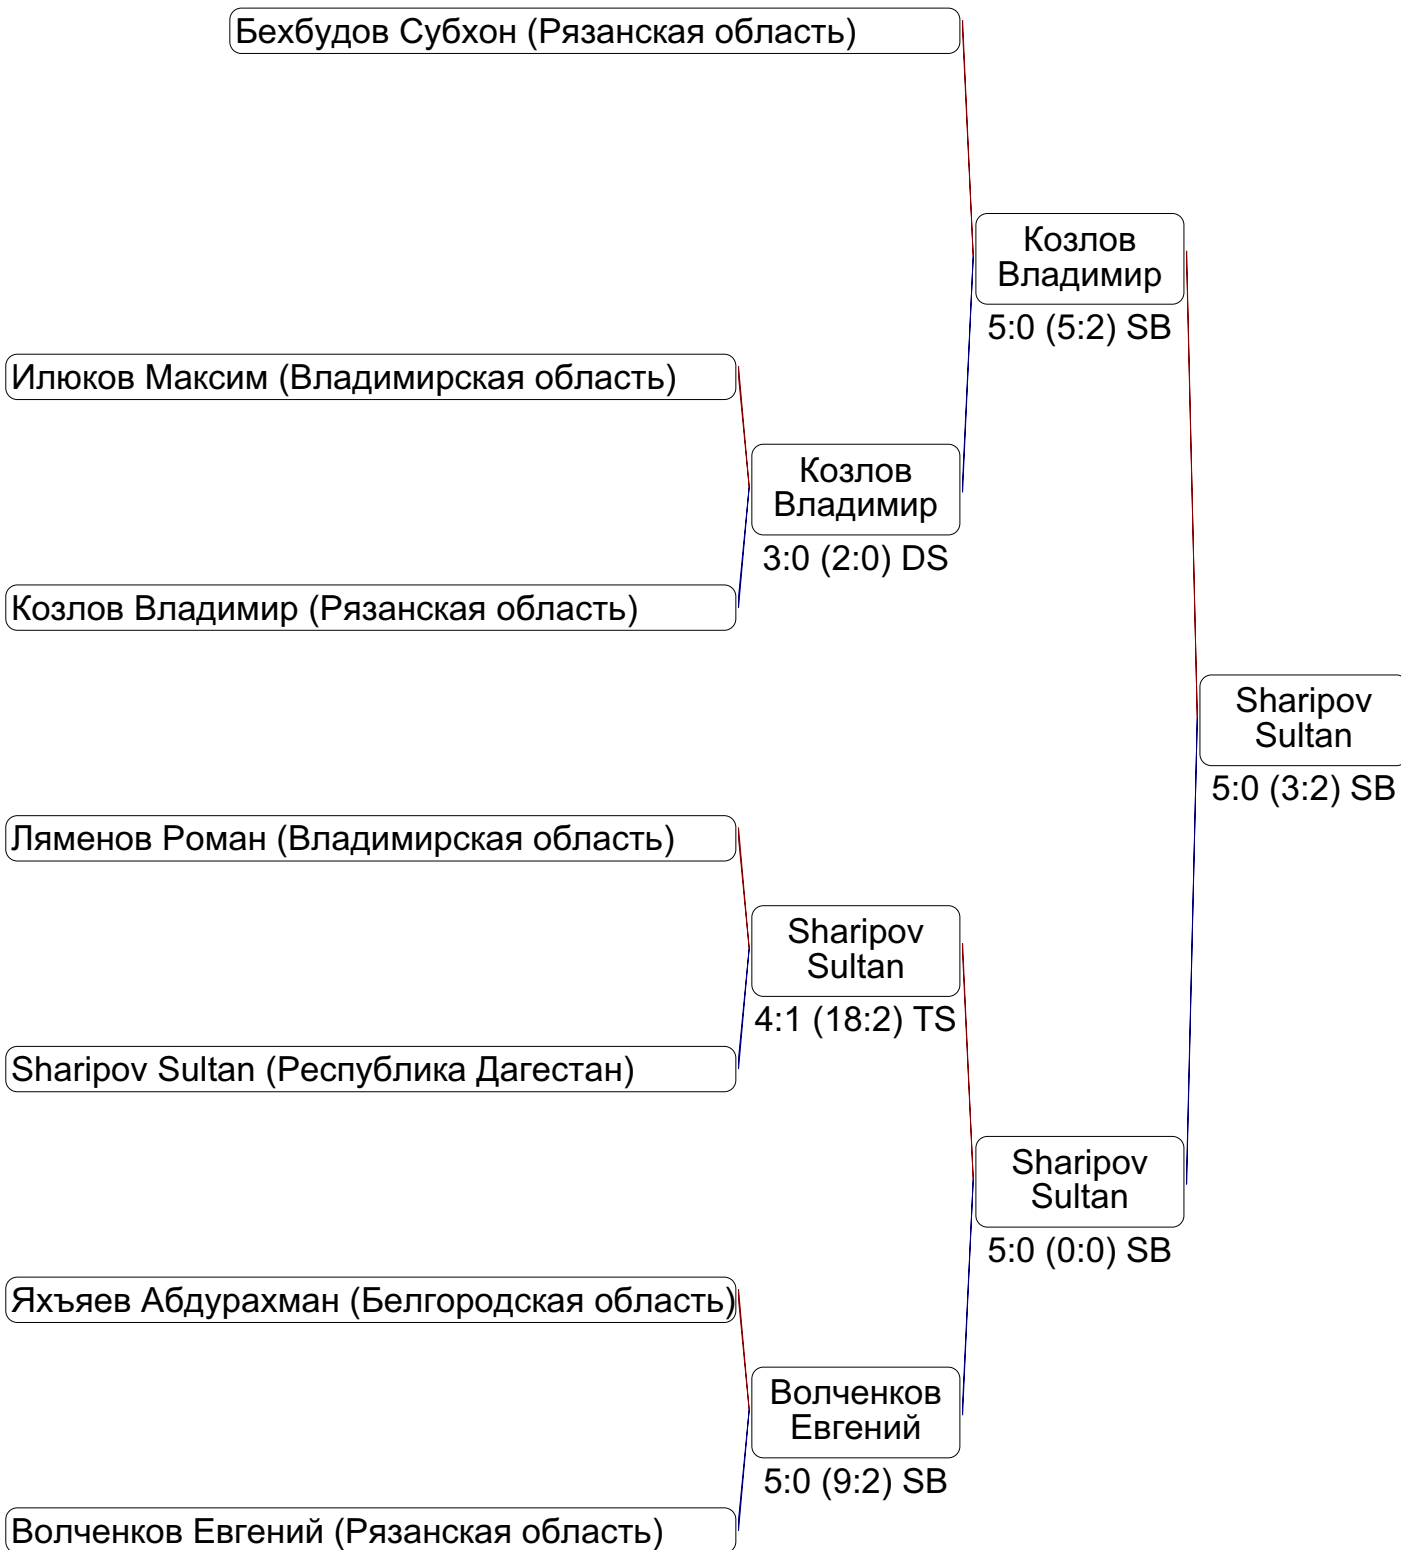 Бехбудов Субхон (Рязанская область)
Козлов
Владимир
5:0 (5:2) SB
Илюков Максим (Владимирская область)
Козлов
Владимир
3:0 (2:0) DS
Козлов Владимир (Рязанская область)
Sharipov
Sultan
5:0 (3:2) SB
Ляменов Роман (Владимирская область)
Sharipov
Sultan
4:1 (18:2) TS
Sharipov Sultan (Республика Дагестан)
Sharipov
Sultan
5:0 (0:0) SB
Яхъяев Абдурахман (Белгородская область)
Волченков
Евгений
5:0 (9:2) SB
Волченков Евгений (Рязанская область)